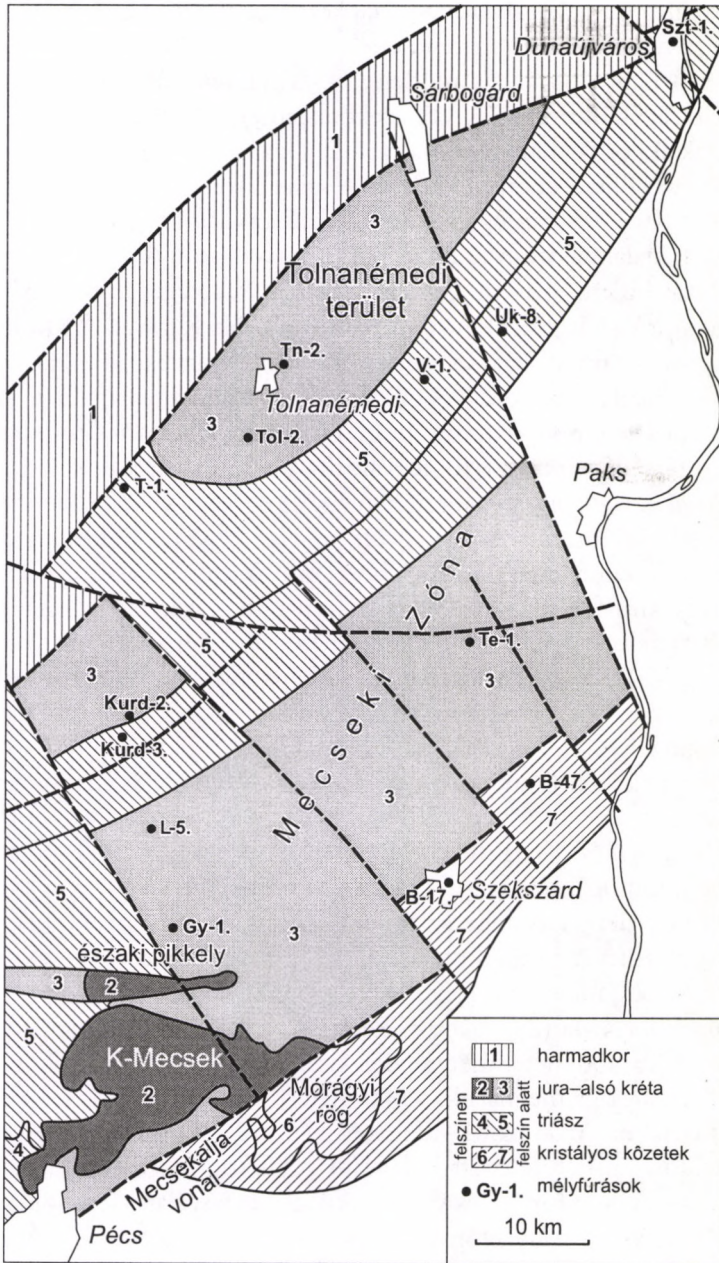 Szt-1.
Dunaújváros
Sárbogárd
1
3
Tolnanémedi
terület
5
Uk-8.
Tn-2.
V-1.
Tolnanémedi
1
3
Tol-2.
5
T-1.
Paks
Mecseki Zóna
5
Te-1.
3
3
Kurd-2.
Kurd-3.
B-47.
7
3
L-5.
B-17.
Szekszárd
5
Gy-1.
3
7
északi pikkely
3
2
5
K-Mecsek
2
Mórágyi
rög
7
6
4
Mecsekalja
vonal
Pécs
felszínen
felszín alatt
1 harmadkor
2 3 jura–alsó kréta
4 5 triász
6 7 kristályos kôzetek
Gy-1. mélyfúrások
10 km